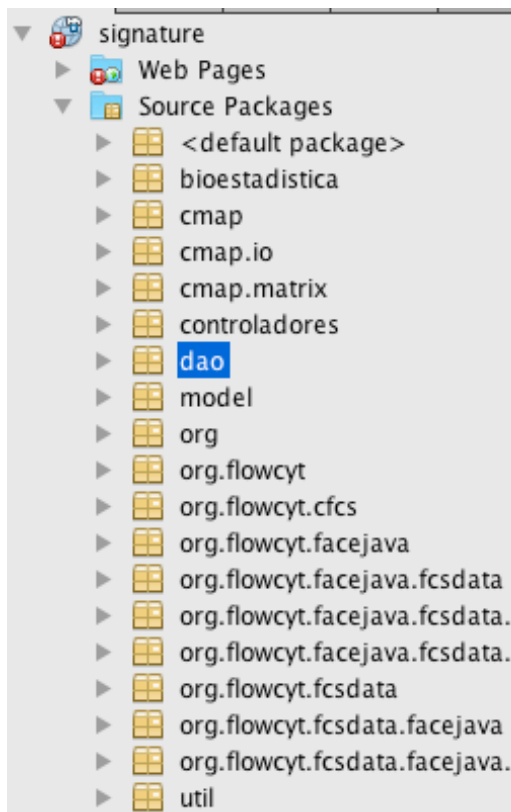 signature
Web Pages
Source Packages
<default package>
bioestadistica
cmap
cmap.io
cmap.matrix
controladores
dao
model
org
org.flowcyt
org.flowcyt.cfcs
org.flowcyt.facejava
org.flowcyt.facejava.fcsdata
org.flowcyt.facejava.fcsdata.
org.flowcyt.facejava.fcsdata.
org.flowcyt.fcsdata
org.flowcyt.fcsdata.facejava
org.flowcyt.fcsdata.facejava.
util